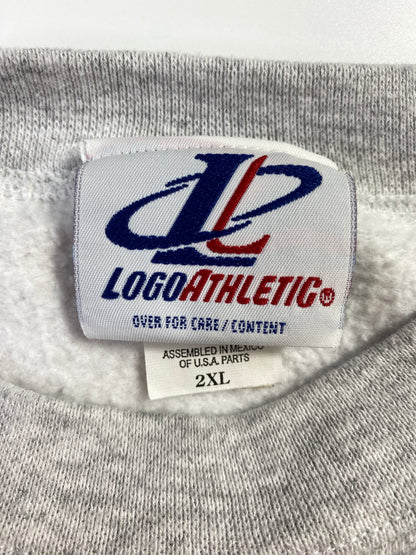 LOGOATHLETIC
OVER FOR CARE/CONTENT
ASSEMBLED IN MEXICO
OF U.S.A. PARTS
2XL